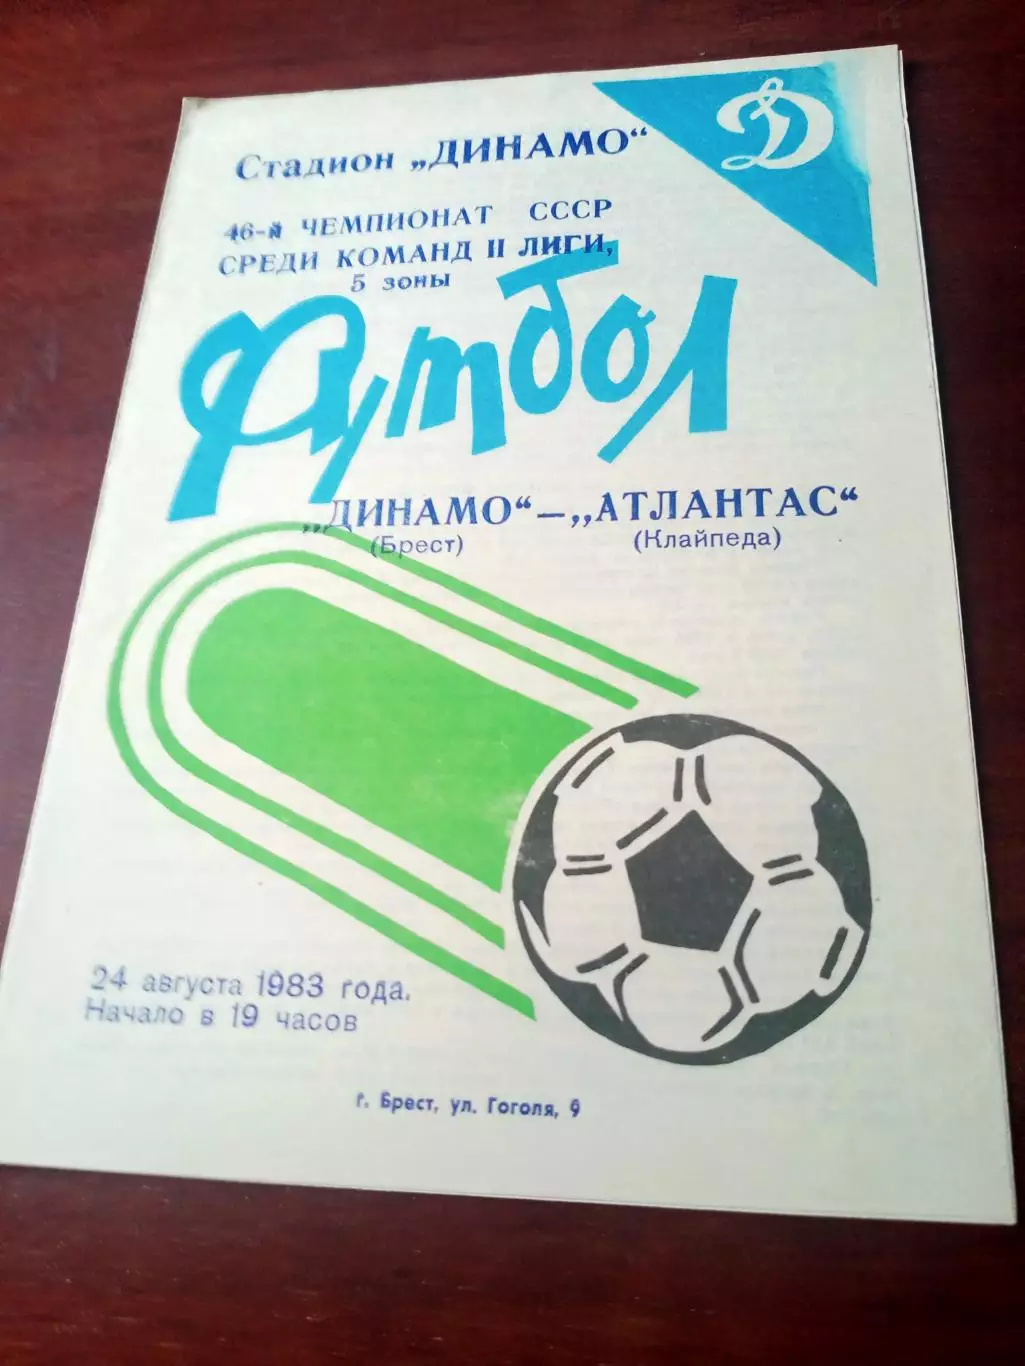 Стадион „ДИНАМО“
Д
46-й ЧЕМПИОНАТ СССР
СРЕДИ КОМАНД II ЛИГИ,
5 зоны
Футбол
„ДИНАМО“ — „АТЛАНТАС“
(Брест) (Клайпеда)
24 августа 1983 года.
Начало в 19 часов
г. Брест, ул. Гоголя, 9